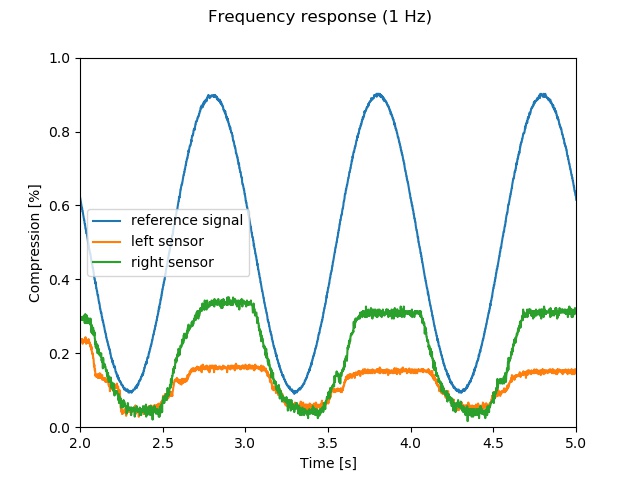 Frequency response (1 Hz)
1.0
0.8
0.6
0.4
0.2
0.0
Compression [%]
reference signal
left sensor
right sensor
2.0 2.5 3.0 3.5 4.0 4.5 5.0
Time [s]